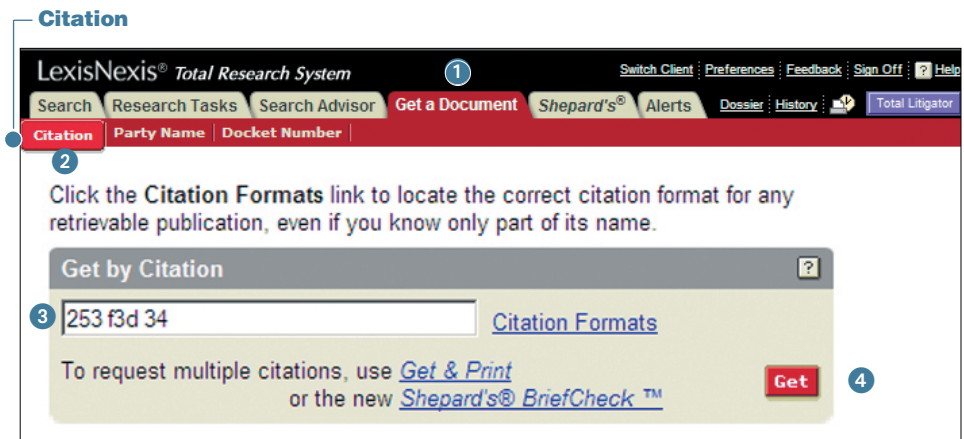 Citation
LexisNexis® Total Research System 1 Switch Client Preferences Feedback Sign Off ? Help
Search Research Tasks Search Advisor Get a Document Shepard's® Alerts Dossier History Total Litigator
Citation Party Name Docket Number
2
Click the Citation Formats link to locate the correct citation format for any
retrievable publication, even if you know only part of its name.
Get by Citation ?
3 253 f3d 34 Citation Formats
To request multiple citations, use Get & Print
or the new Shepard's® BriefCheck ™ Get 4